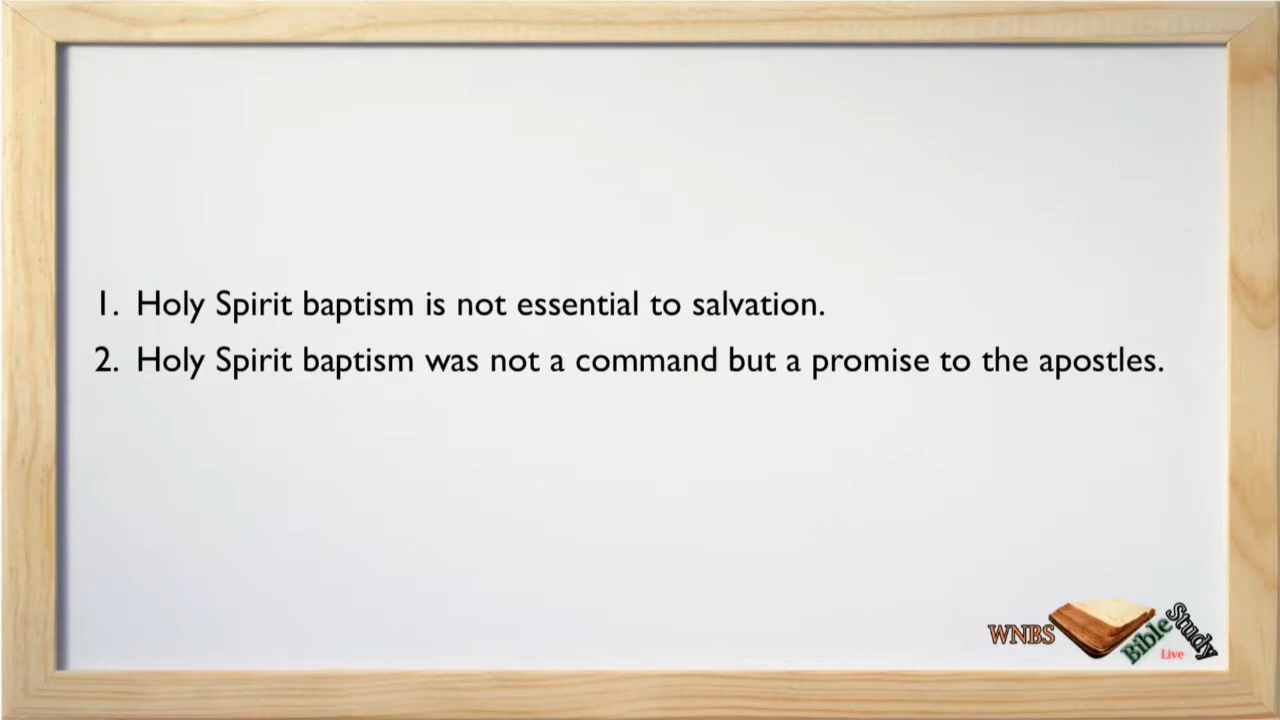 1. Holy Spirit baptism is not essential to salvation.
2. Holy Spirit baptism was not a command but a promise to the apostles.
WNBS
Bible
Study
Live